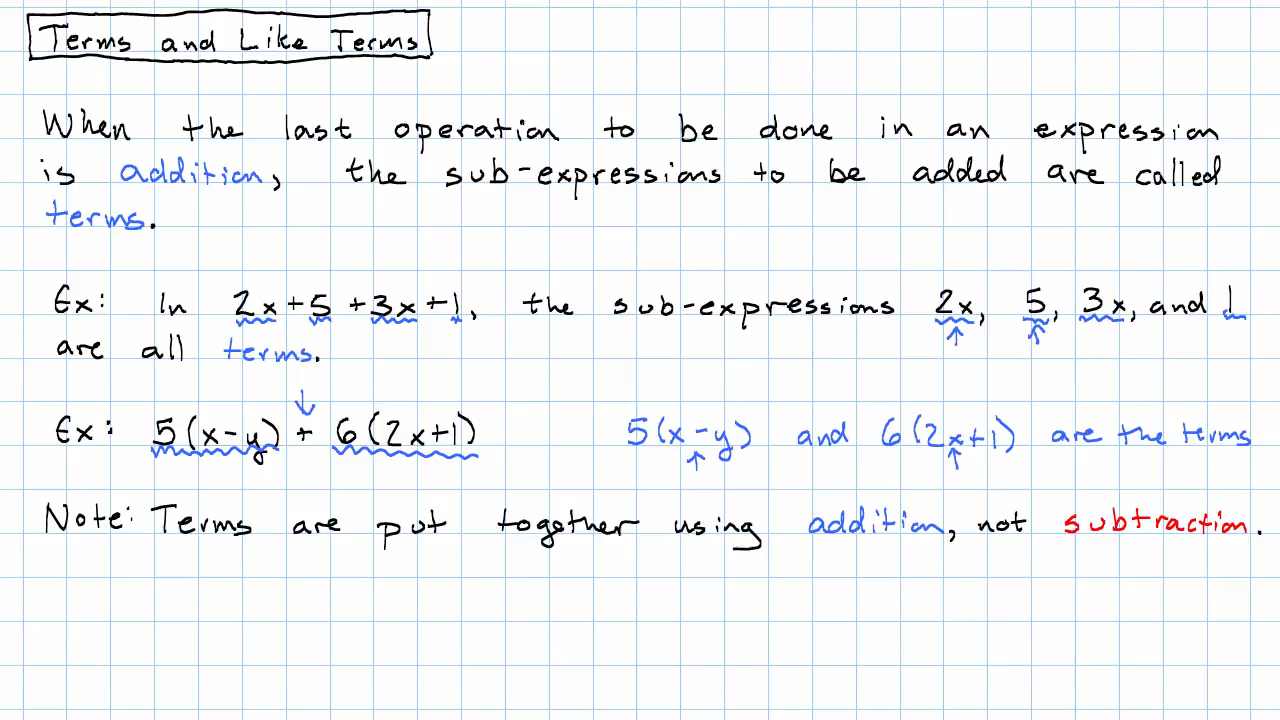 Terms and Like Terms
When the last operation to be done in an expression
is addition, the sub-expressions to be added are called
terms.
Ex: In 2x+5+3x+1, the sub-expressions 2x, 5, 3x, and 1
are all terms.
Ex: 5(x-y) + 6(2x+1) 5(x-y) and 6(2x+1) are the terms
Note: Terms are put together using addition, not subtraction.